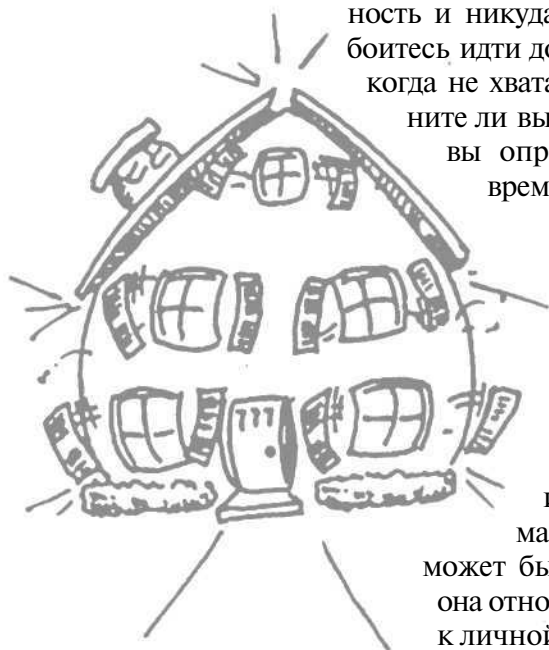 ность и никуда
боитесь идти до
когда не хвата
ните ли вы
вы опр
врем
777
и
ма
может бы
она отно
к личной